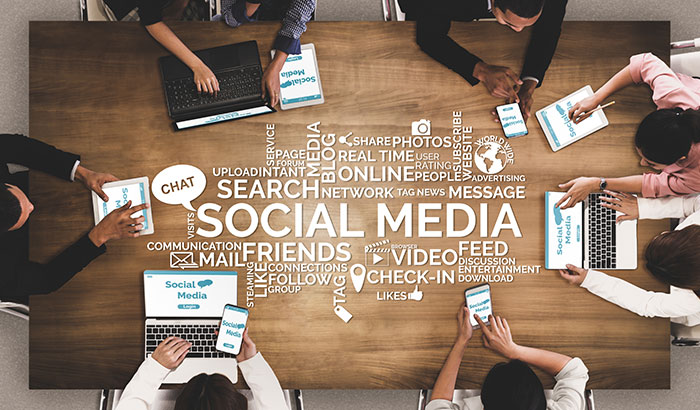 Social
Media
Social
Media
Social
Media
CHAT
SERVICE
PAGE
FORUM
MEDIA
BLOG
SHARE
PHOTOS
REAL TIME
USER
RATING
SUBSCRIBE
WEBSITE
WORLD WIDE
UPLOAD
INTANT
ONLINE
PEOPLE
ADVERTISING
SEARCH
NETWORK
TAG NEWS
MESSAGE
VISITS
SOCIAL MEDIA
COMMUNICATION
FRIENDS
BROWSER
VIDEO
FEED
MAIL
DISCUSSION
STREAMING
LIKE
CONNECTIONS
CHECK-IN
ENTERTAINMENT
FOLLOW
DOWNLOAD
GROUP
TAG
LIKES
Social
Media
Login
Social
Media
Social
Media
Social
Media